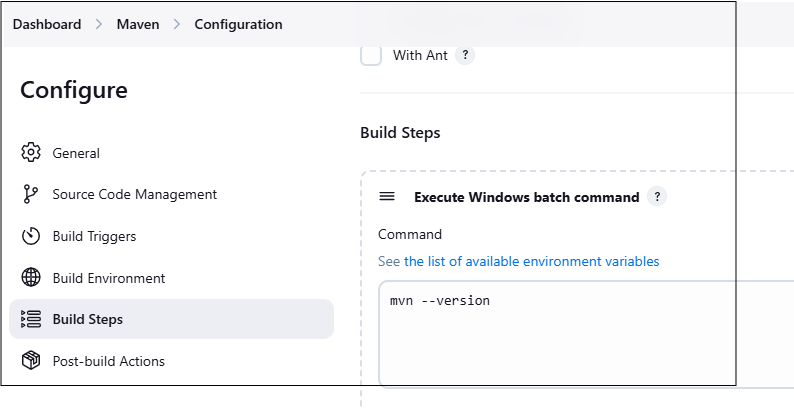 Dashboard > Maven > Configuration
With Ant ?
Configure
General
Source Code Management
Build Triggers
Build Environment
Build Steps
Post-build Actions
Build Steps
Execute Windows batch command ?
Command
See the list of available environment variables
mvn --version